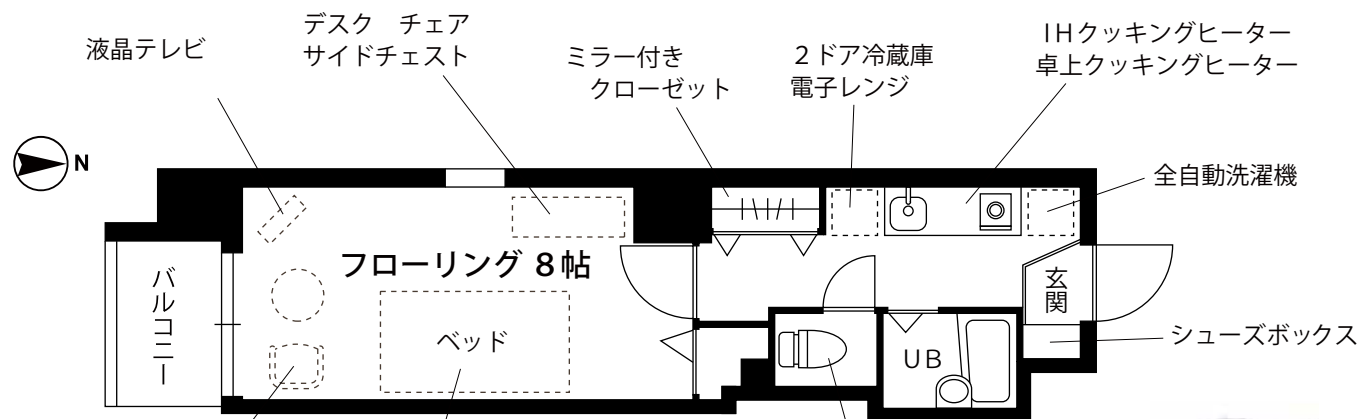 液晶テレビ
デスク　チェア
サイドチェスト
ミラー付き
クローゼット
２ドア冷蔵庫
電子レンジ
IHクッキングヒーター
卓上クッキングヒーター
N
全自動洗濯機
フローリング 8帖
バルコニー
玄関
ベッド
UB
シューズボックス